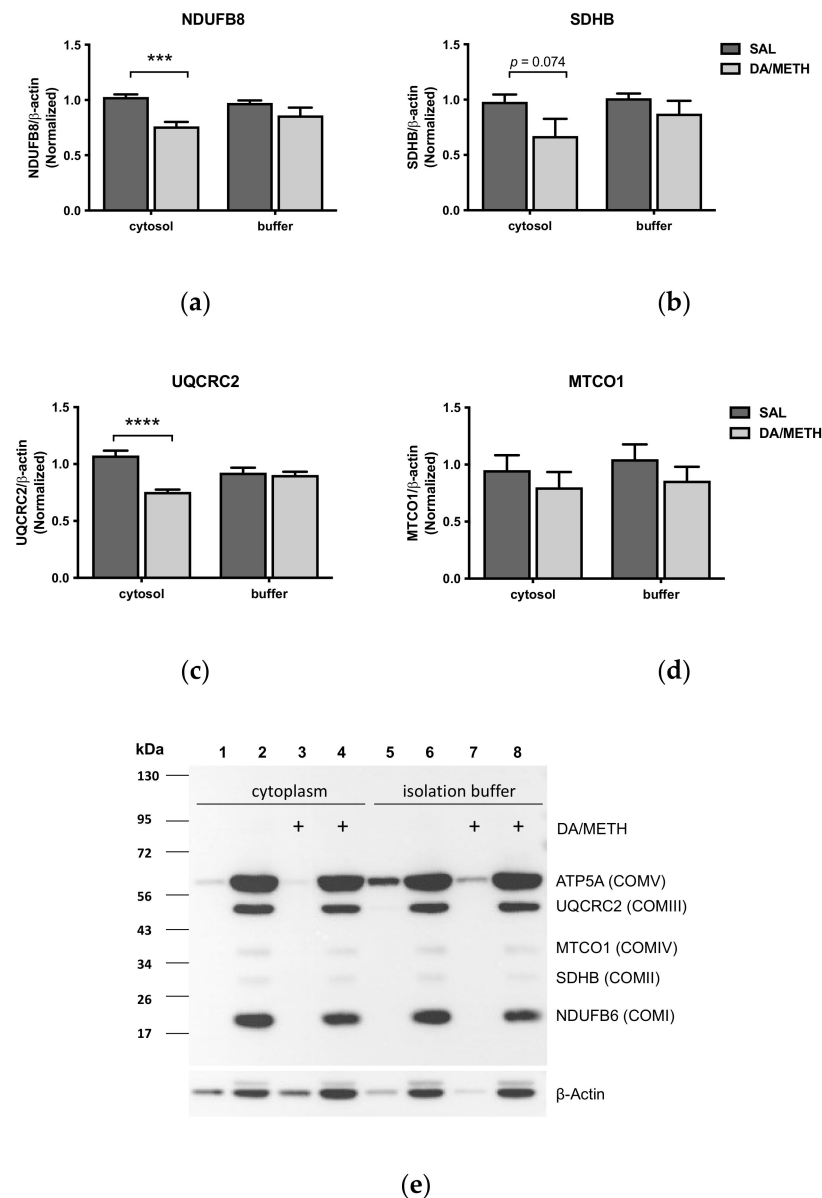 NDUFB8
NDUFB8/β-actin
(Normalized)
1.5
1.0
0.5
0.0
***
cytosol
buffer
(a)
SDHB
SDHB/β-actin
(Normalized)
1.5
1.0
0.5
0.0
p = 0.074
cytosol
buffer
SAL
DA/METH
(b)
UQCRC2
UQCRC2/β-actin
(Normalized)
1.5
1.0
0.5
0.0
****
cytosol
buffer
(c)
MTCO1
MTCO1/β-actin
(Normalized)
1.5
1.0
0.5
0.0
cytosol
buffer
SAL
DA/METH
(d)
kDa 1 2 3 4 5 6 7 8
130
cytoplasm isolation buffer
95 + + + + DA/METH
72
ATP5A (COMV)
56 UQCRC2 (COMIII)
43
MTCO1 (COMIV)
34
SDHB (COMII)
26
NDUFB6 (COMI)
17
β-Actin
(e)